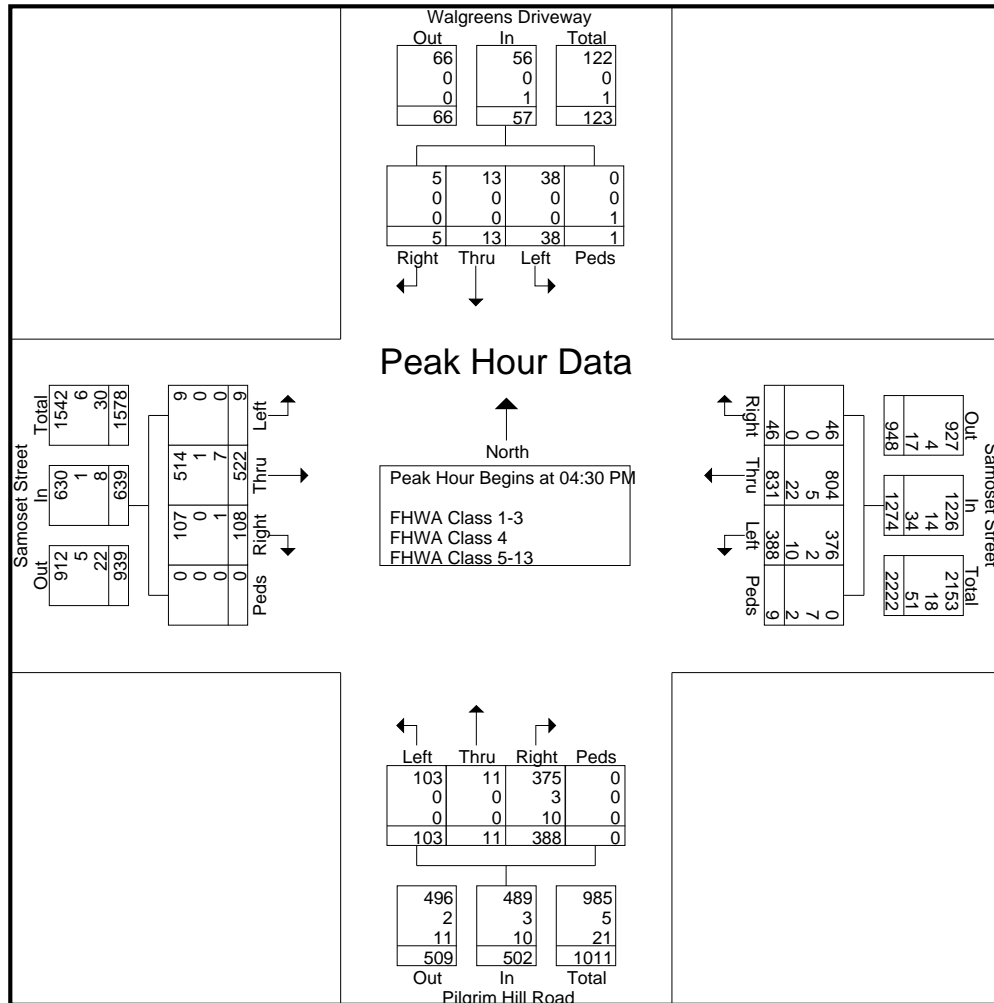 Walgreens Driveway
Out In Total
66 56 122
0 0 0
0 1 1
66 57 123
5 13 38 0
0 0 0 0
0 0 0 1
5 13 38 1
Right Thru Left Peds
Peak Hour Data
North
Peak Hour Begins at 04:30 PM
FHWA Class 1-3
FHWA Class 4
FHWA Class 5-13
Samoset Street
Out In Total
912 630 1542
5 1 6
22 8 30
939 639 1578
Peds Right Thru Left
0 107 514 9
0 0 1 0
0 1 7 0
0 108 522 9
Samoset Street
Out In Total
927 1226 2153
4 14 18
17 34 51
948 1274 2222
Right Thru Left Peds
46 804 376 0
0 5 2 7
0 22 10 2
46 831 388 9
Left Thru Right Peds
103 11 375 0
0 0 3 0
0 0 10 0
103 11 388 0
496 489 985
2 3 5
11 10 21
509 502 1011
Out In Total
Pilgrim Hill Road